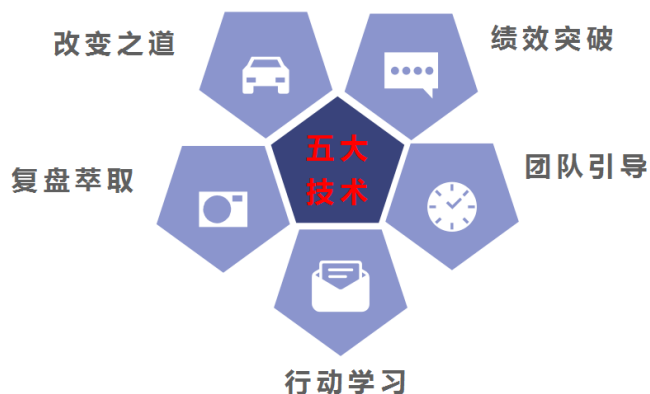 改变之道
绩效突破
五大
技术
复盘萃取
团队引导
行动学习